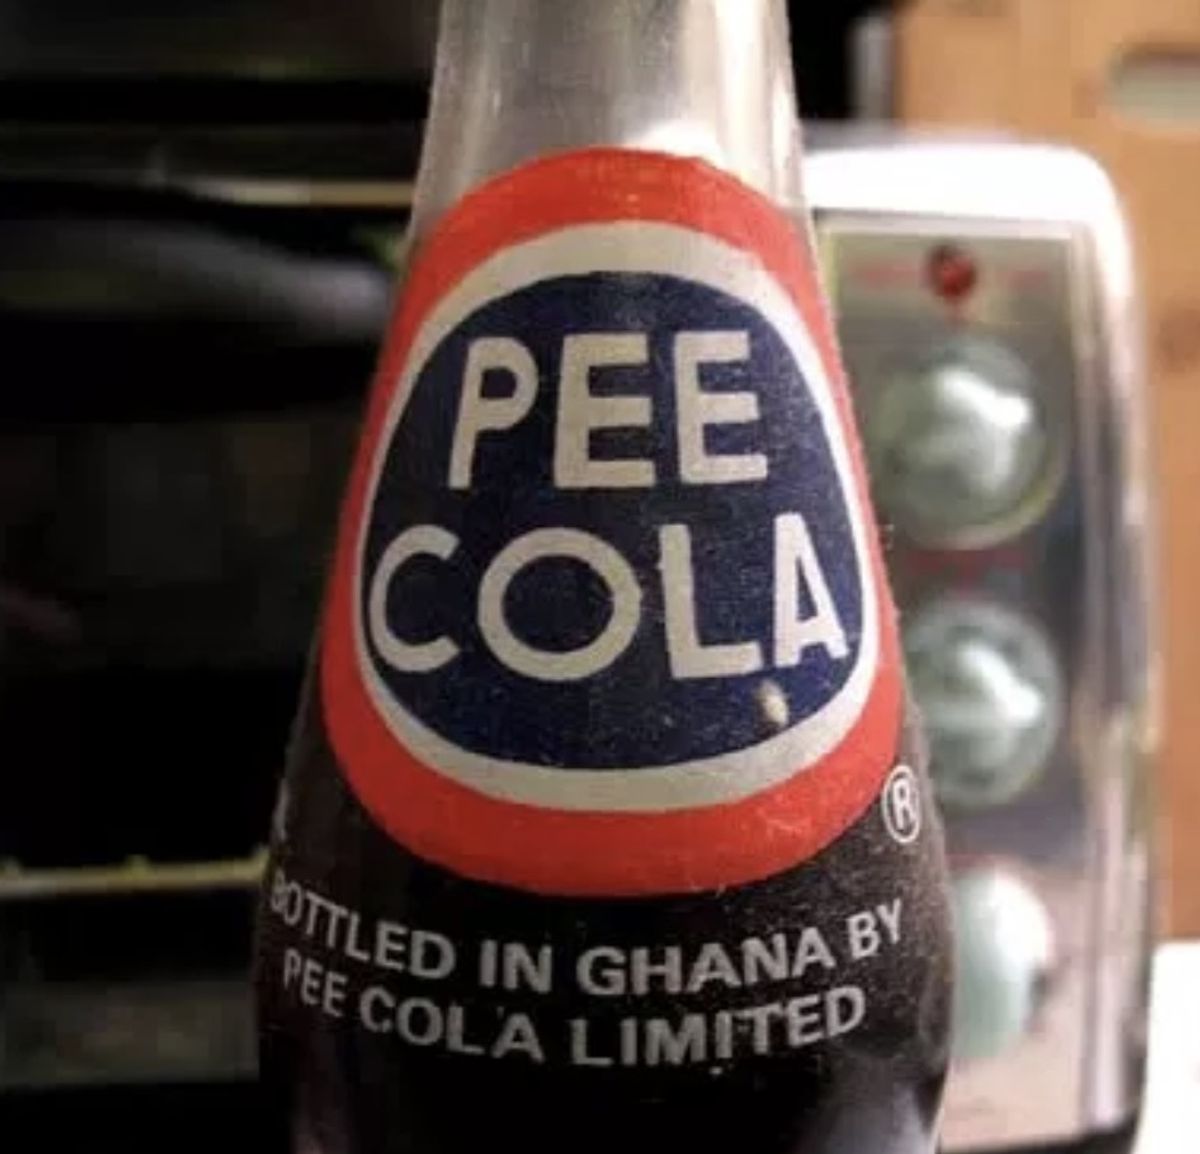 PEE
COLA
®
BOTTLED IN GHANA BY
PEE COLA LIMITED